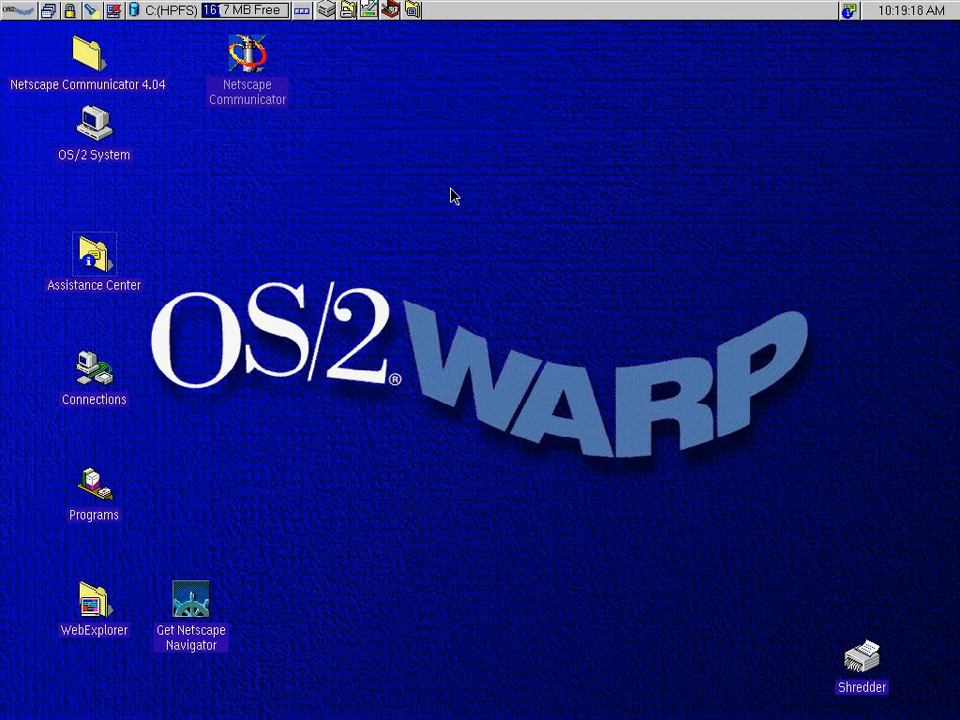 C:(HPFS) 1617 MB Free
10:19:18 AM
Netscape Communicator 4.04
Netscape
Communicator
OS/2 System
Assistance Center
OS/2® WARP
Connections
Programs
WebExplorer
Get Netscape
Navigator
Shredder